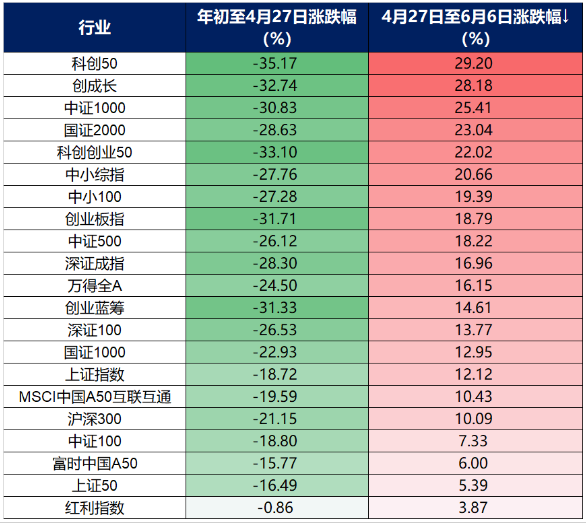 行业 年初至4月27日涨跌幅（%） 4月27日至6月6日涨跌幅↓（%）
科创50 -35.17 29.20
创成长 -32.74 28.18
中证1000 -30.83 25.41
国证2000 -28.63 23.04
科创创业50 -33.10 22.02
中小综指 -27.76 20.66
中小100 -27.28 19.39
创业板指 -31.71 18.79
中证500 -26.12 18.22
深证成指 -28.30 16.96
万得全A -24.50 16.15
创业蓝筹 -31.33 14.61
深证100 -26.53 13.77
国证1000 -22.93 12.95
上证指数 -18.72 12.12
MSCI中国A50互联互通 -19.59 10.43
沪深300 -21.15 10.09
中证100 -18.80 7.33
富时中国A50 -15.77 6.00
上证50 -16.49 5.39
红利指数 -0.86 3.87